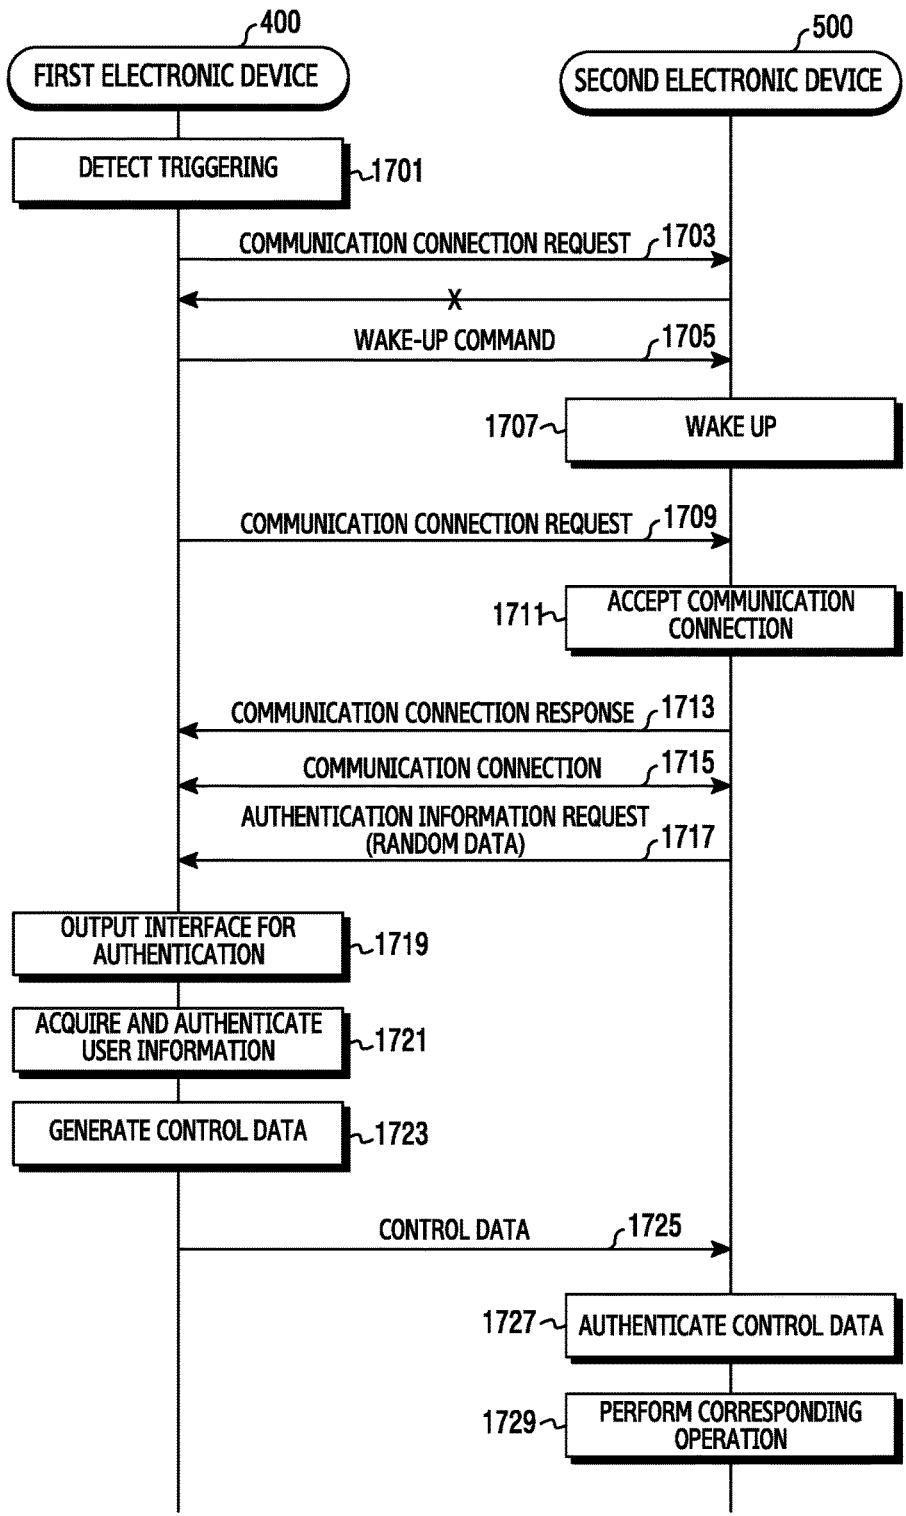 400
500
FIRST ELECTRONIC DEVICE
SECOND ELECTRONIC DEVICE
DETECT TRIGGERING
1701
COMMUNICATION CONNECTION REQUEST
1703
X
WAKE-UP COMMAND
1705
1707
WAKE UP
COMMUNICATION CONNECTION REQUEST
1709
1711
ACCEPT COMMUNICATION
CONNECTION
COMMUNICATION CONNECTION RESPONSE
1713
COMMUNICATION CONNECTION
1715
AUTHENTICATION INFORMATION REQUEST
(RANDOM DATA)
1717
OUTPUT INTERFACE FOR
AUTHENTICATION
1719
ACQUIRE AND AUTHENTICATE
USER INFORMATION
1721
GENERATE CONTROL DATA
1723
CONTROL DATA
1725
1727
AUTHENTICATE CONTROL DATA
1729
PERFORM CORRESPONDING
OPERATION